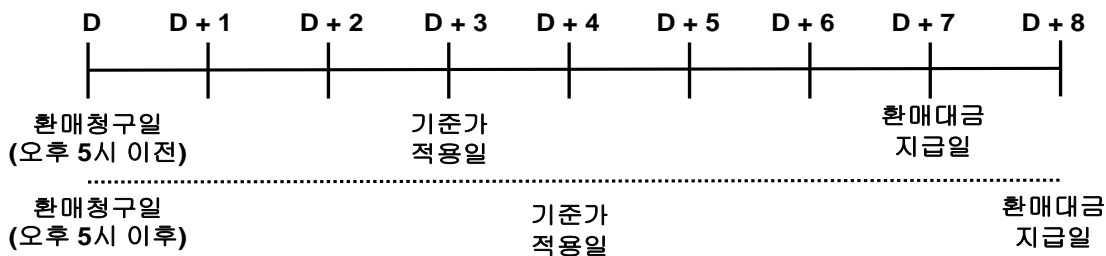 D D + 1 D + 2 D + 3 D + 4 D + 5 D + 6 D + 7 D + 8
환매청구일 기준가 환매대금
(오후 5시 이전) 적용일 지급일
환매청구일 기준가 환매대금
(오후 5시 이후) 적용일 지급일